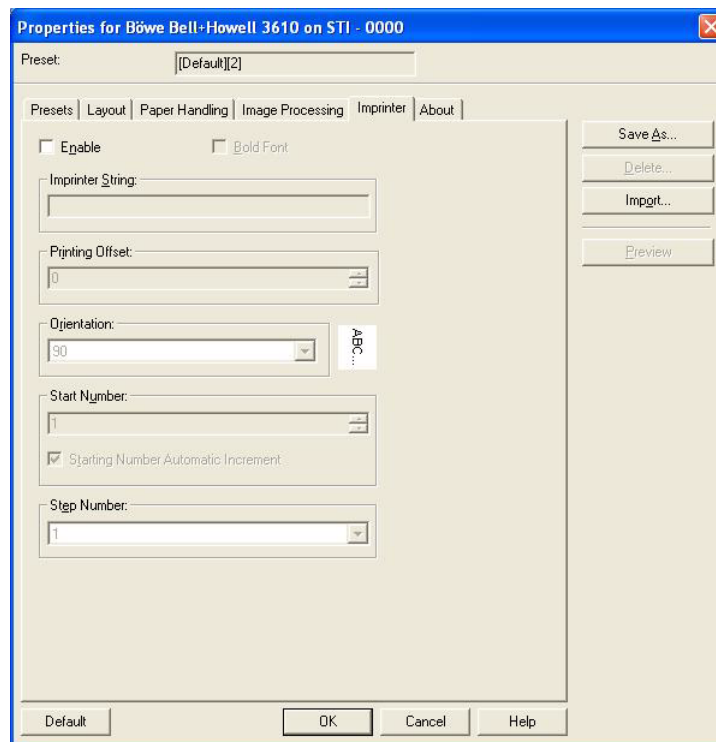 Properties for Böwe Bell+Howell 3610 on STI - 0000
Preset: [Default][2]
Presets Layout Paper Handling Image Processing Imprinter About
Enable Bold Font
Imprinter String:
Printing Offset:
0
Orientation:
90
ABC...
Start Number:
1
Starting Number Automatic Increment
Step Number:
1
Save As...
Delete...
Import...
Preview
Default OK Cancel Help